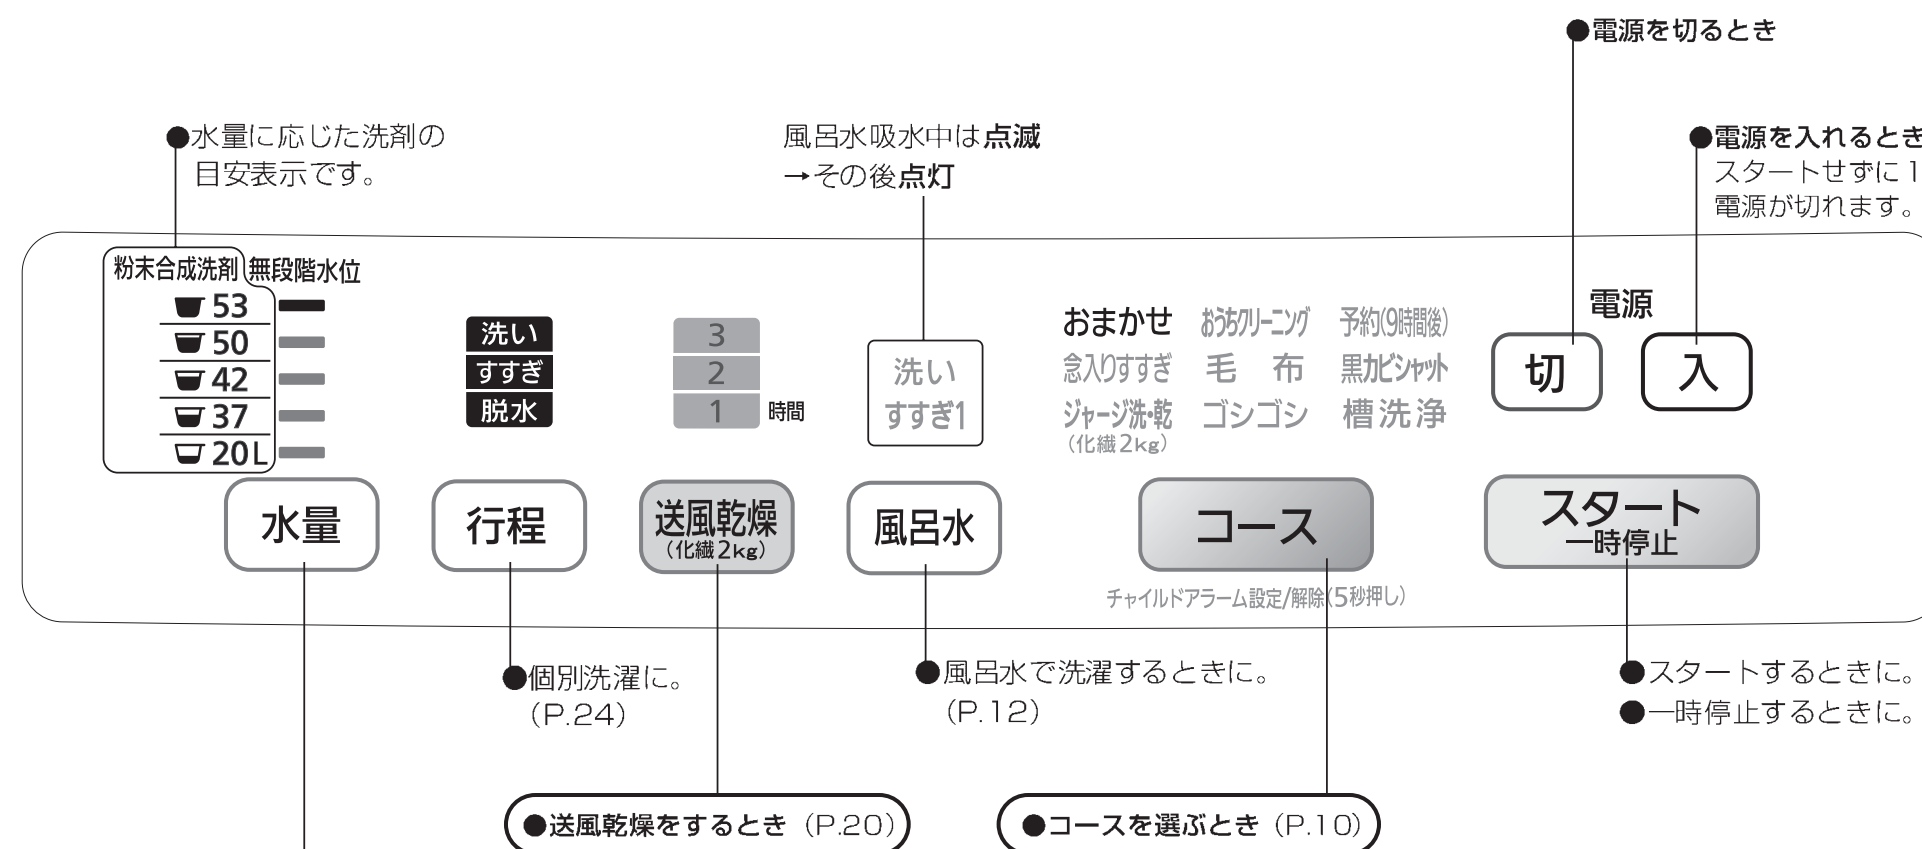 ●電源を切るとき
●水量に応じた洗剤の
目安表示です。
風呂水吸水中は点滅
→その後点灯
●電源を入れるとき
スタートせずに1
電源が切れます。
粉末合成洗剤 無段階水位
53
50
42
37
20L
洗い
すすぎ
脱水
3
2
1 時間
洗い
すすぎ1
おまかせ おうちクリーニング 予約(9時間後)
念入りすすぎ 毛 布 黒カビシャット
ジャージ洗・乾 ゴシゴシ 槽洗浄
(化繊2kg)
電源
切 入
水量
行程
送風乾燥
(化繊2kg)
風呂水
コース
スタート
一時停止
チャイルドアラーム設定/解除(5秒押し)
●個別洗濯に。
(P.24)
●風呂水で洗濯するときに。
(P.12)
●スタートするときに。
●一時停止するときに。
●送風乾燥をするとき (P.20)
●コースを選ぶとき (P.10)